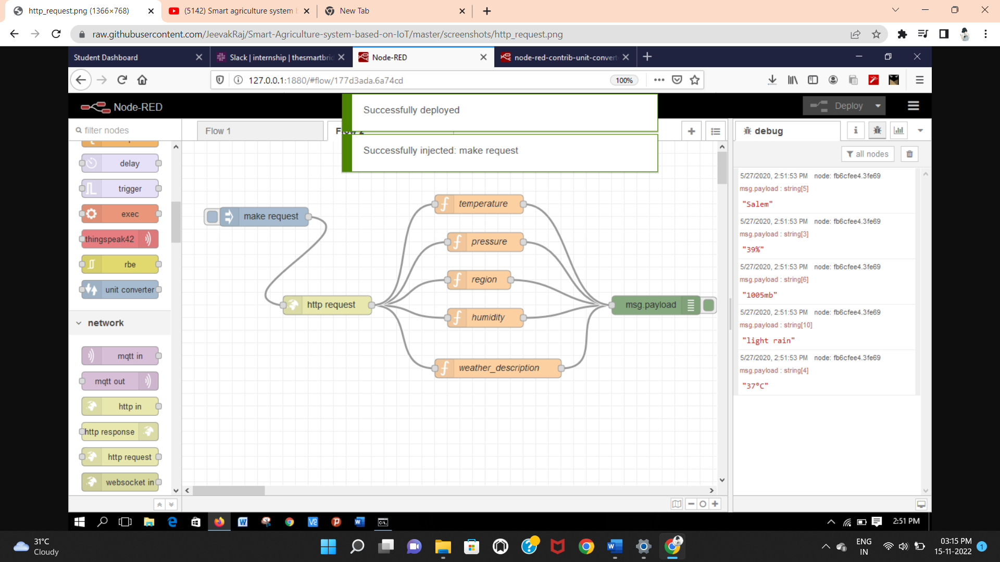 http_request.png (1366×768)
(5142) Smart agriculture system
New Tab
raw.githubusercontent.com/JeevakRaj/Smart-Agriculture-system-based-on-IoT/master/screenshots/http_request.png
Student Dashboard
Slack | internship | thesmartbri
Node-RED
node-red-contrib-unit-convert
127.0.0.1:1880/#flow/177d3ada.6a74cd
100%
Node-RED
Successfully deployed
Deploy
filter nodes
Flow 1
Flow 2
debug
Successfully injected: make request
all nodes
delay
trigger
exec
thingspeak42
rbe
unit converter
network
mqtt in
mqtt out
http in
http response
http request
websocket in
make request
http request
temperature
pressure
region
humidity
weather_description
msg.payload
5/27/2020, 2:51:53 PM node: fb6cfee4.3fe69
msg.payload : string[5]
"Salem"
5/27/2020, 2:51:53 PM node: fb6cfee4.3fe69
msg.payload : string[3]
"39%"
5/27/2020, 2:51:53 PM node: fb6cfee4.3fe69
msg.payload : string[6]
"1005mb"
5/27/2020, 2:51:53 PM node: fb6cfee4.3fe69
msg.payload : string[10]
"light rain"
5/27/2020, 2:51:53 PM node: fb6cfee4.3fe69
msg.payload : string[4]
"37°C"
2:51 PM
31°C
Cloudy
ENG
IN
03:15 PM
15-11-2022
1